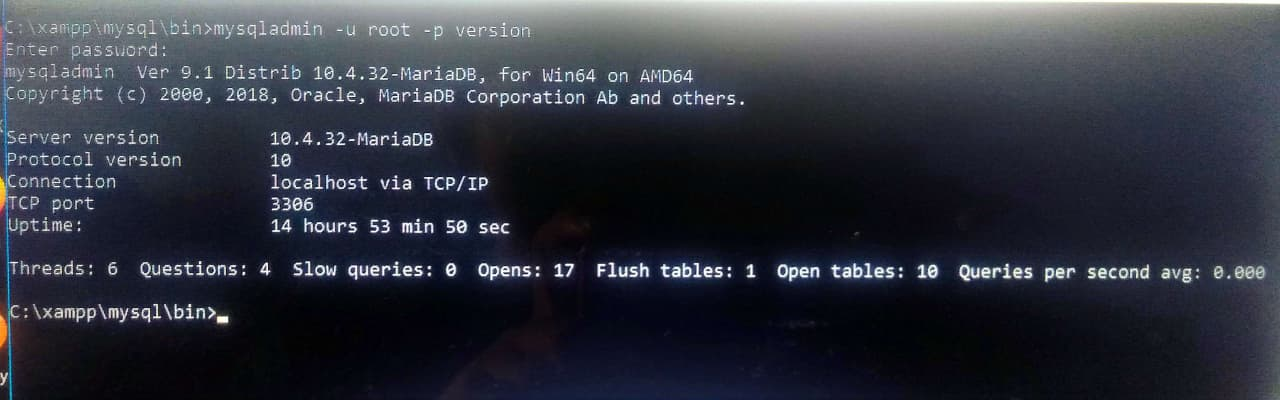 C:\xampp\mysql\bin>mysqladmin -u root -p version
Enter password:
mysqladmin  Ver 9.1 Distrib 10.4.32-MariaDB, for Win64 on AMD64
Copyright (c) 2000, 2018, Oracle, MariaDB Corporation Ab and others.

Server version          10.4.32-MariaDB
Protocol version        10
Connection              localhost via TCP/IP
TCP port                3306
Uptime:                 14 hours 53 min 50 sec

Threads: 6  Questions: 4  Slow queries: 0  Opens: 17  Flush tables: 1  Open tables: 10  Queries per second avg: 0.000

C:\xampp\mysql\bin>
y